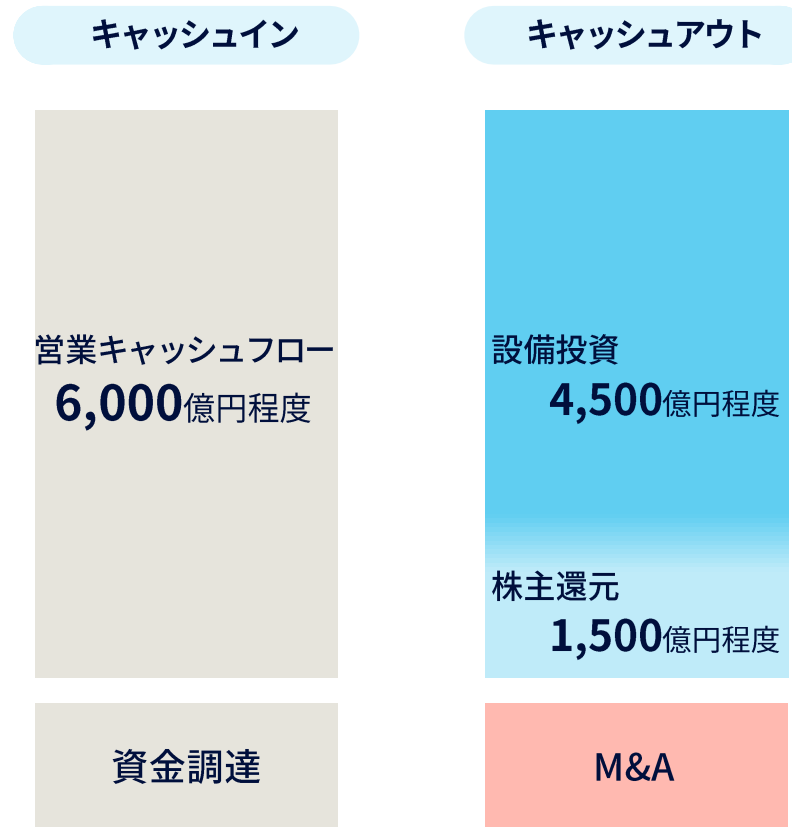 キャッシュイン
営業キャッシュフロー
6,000億円程度
資金調達
キャッシュアウト
設備投資
4,500億円程度
株主還元
1,500億円程度
M&A